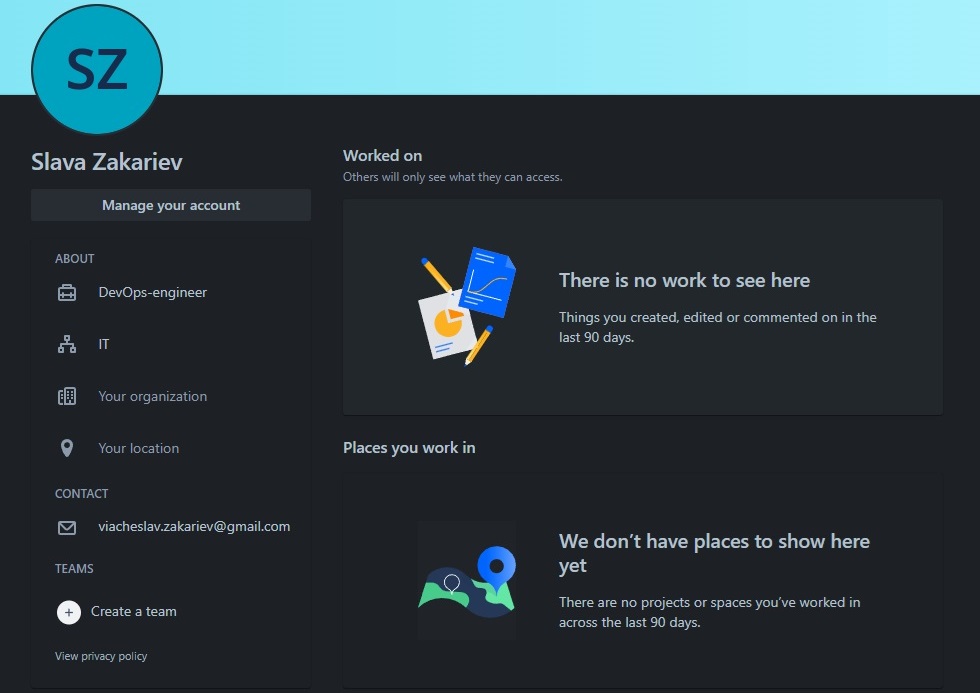 SZ
Slava Zakariev
Manage your account
ABOUT
DevOps-engineer
IT
Your organization
Your location
CONTACT
viacheslav.zakariev@gmail.com
TEAMS
+
Create a team
View privacy policy
Worked on
Others will only see what they can access.
There is no work to see here
Things you created, edited or commented on in the
last 90 days.
Places you work in
We don’t have places to show here
yet
There are no projects or spaces you’ve worked in
across the last 90 days.